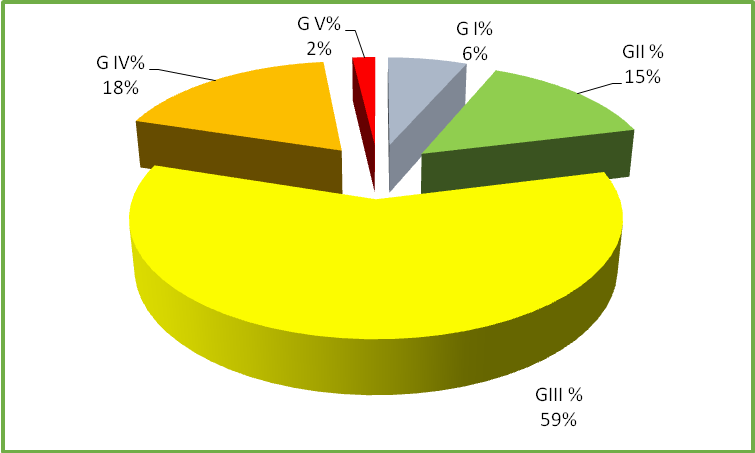 G V%
2%
G I%
6%
GII %
15%
G IV%
18%
GIII %
59%